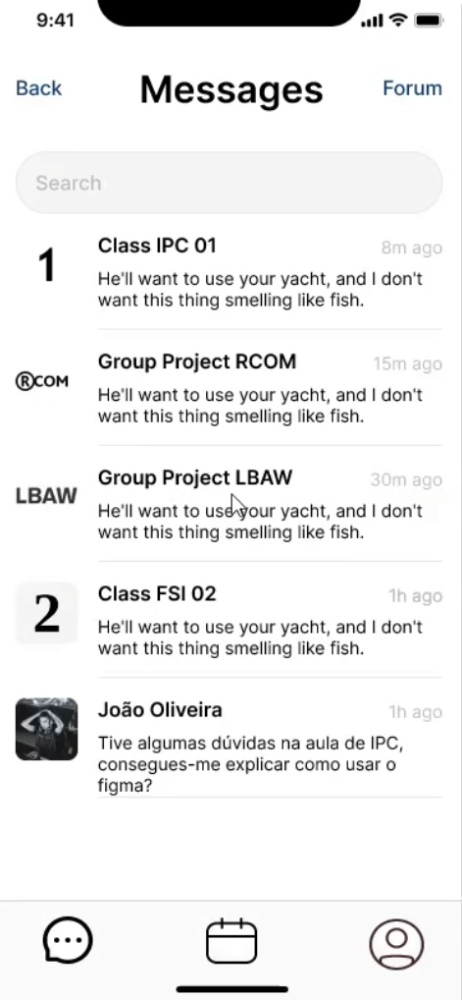 9:41
Back Messages Forum
Search
1
Class IPC 01 8m ago
He'll want to use your yacht, and I don't
want this thing smelling like fish.
®COM
Group Project RCOM 15m ago
He'll want to use your yacht, and I don't
want this thing smelling like fish.
LBAW
Group Project LBAW 30m ago
He'll want to use your yacht, and I don't
want this thing smelling like fish.
2
Class FSI 02 1h ago
He'll want to use your yacht, and I don't
want this thing smelling like fish.
João Oliveira 1h ago
Tive algumas dúvidas na aula de IPC,
consegues-me explicar como usar o
figma?